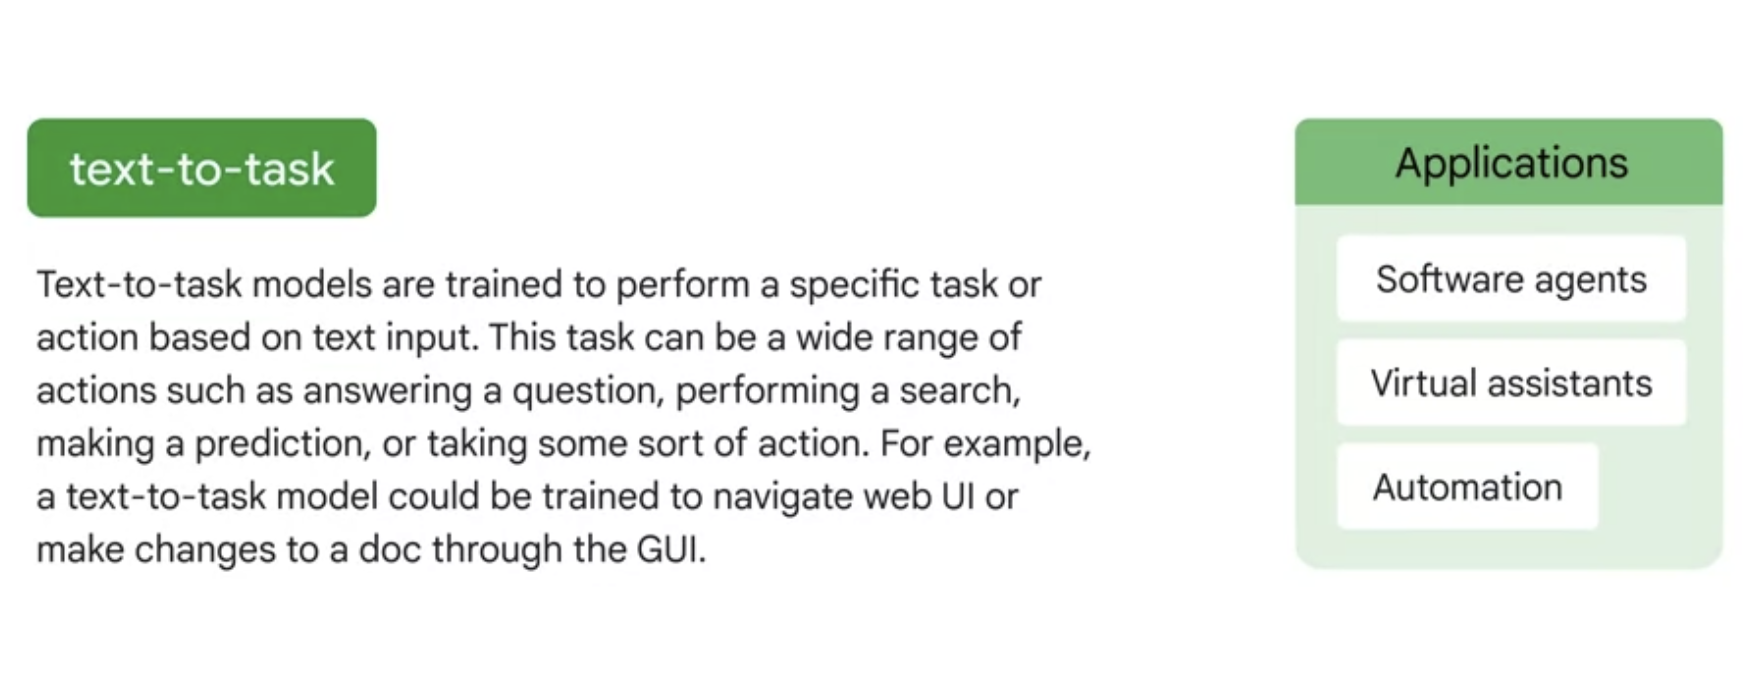 text-to-task
Text-to-task models are trained to perform a specific task or
action based on text input. This task can be a wide range of
actions such as answering a question, performing a search,
making a prediction, or taking some sort of action. For example,
a text-to-task model could be trained to navigate web UI or
make changes to a doc through the GUI.
Applications
Software agents
Virtual assistants
Automation